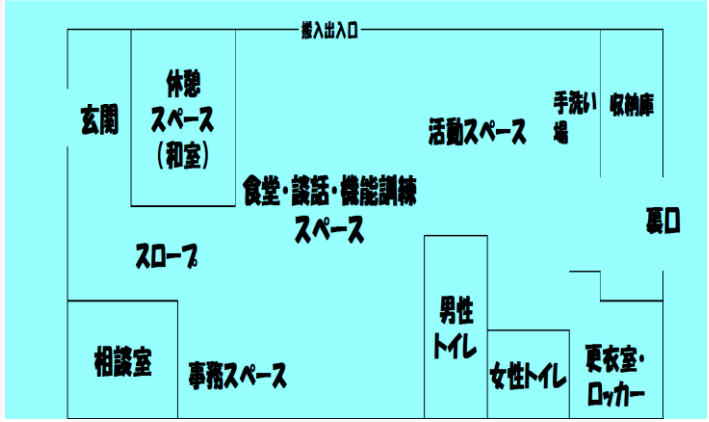 搬入出入口
玄関
休憩
スペース
（和室）
活動スペース
手洗い
場
収納庫
食堂・談話・機能訓練
スペース
裏口
スロープ
男性
トイレ
相談室
事務スペース
女性トイレ
更衣室・
ロッカー